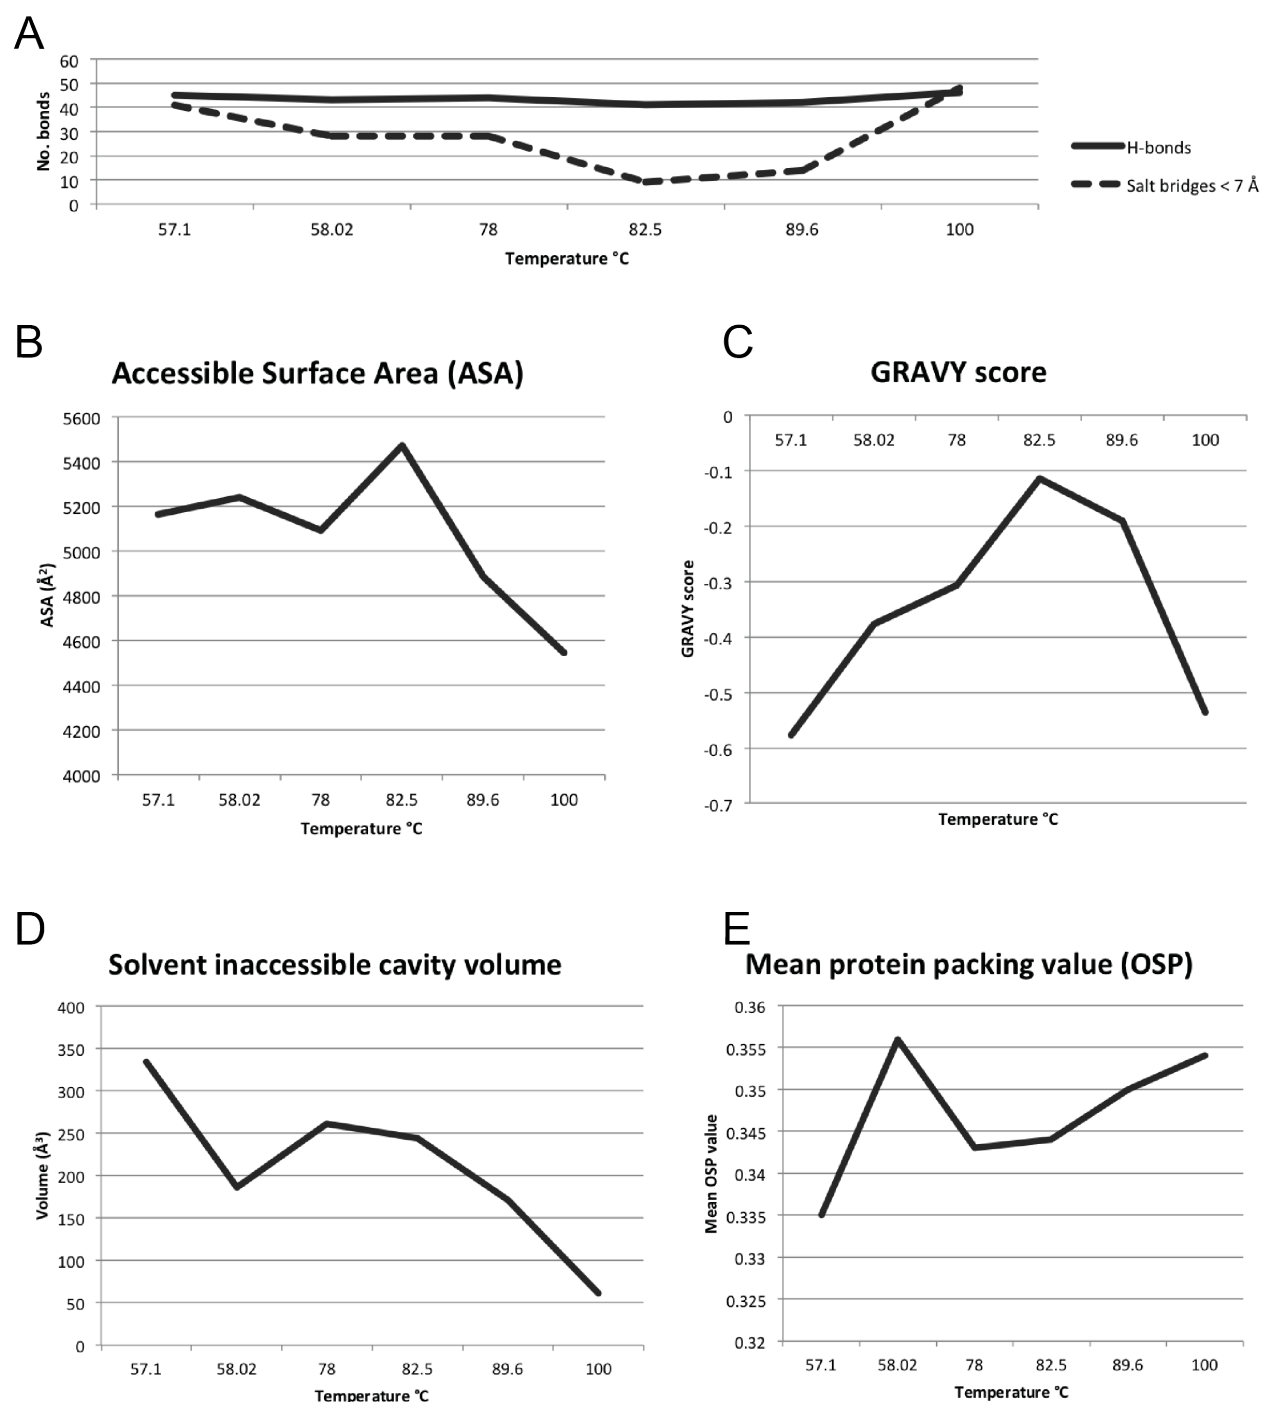 A
60
50
40
30
20
10
0
No. bonds
57.1 58.02 78 82.5 89.6 100
Temperature °C
H-bonds
Salt bridges < 7 Å
B
Accessible Surface Area (ASA)
5600
5400
5200
5000
4800
4600
4400
4200
4000
ASA (Å²)
57.1 58.02 78 82.5 89.6 100
Temperature °C
C
GRAVY score
0
-0.1
-0.2
-0.3
-0.4
-0.5
-0.6
-0.7
GRAVY score
57.1 58.02 78 82.5 89.6 100
Temperature °C
D
Solvent inaccessible cavity volume
400
350
300
250
200
150
100
50
0
Volume (Å³)
57.1 58.02 78 82.5 89.6 100
Temperature °C
E
Mean protein packing value (OSP)
0.36
0.355
0.35
0.345
0.34
0.335
0.33
0.325
0.32
Mean OSP value
57.1 58.02 78 82.5 89.6 100
Temperature °C